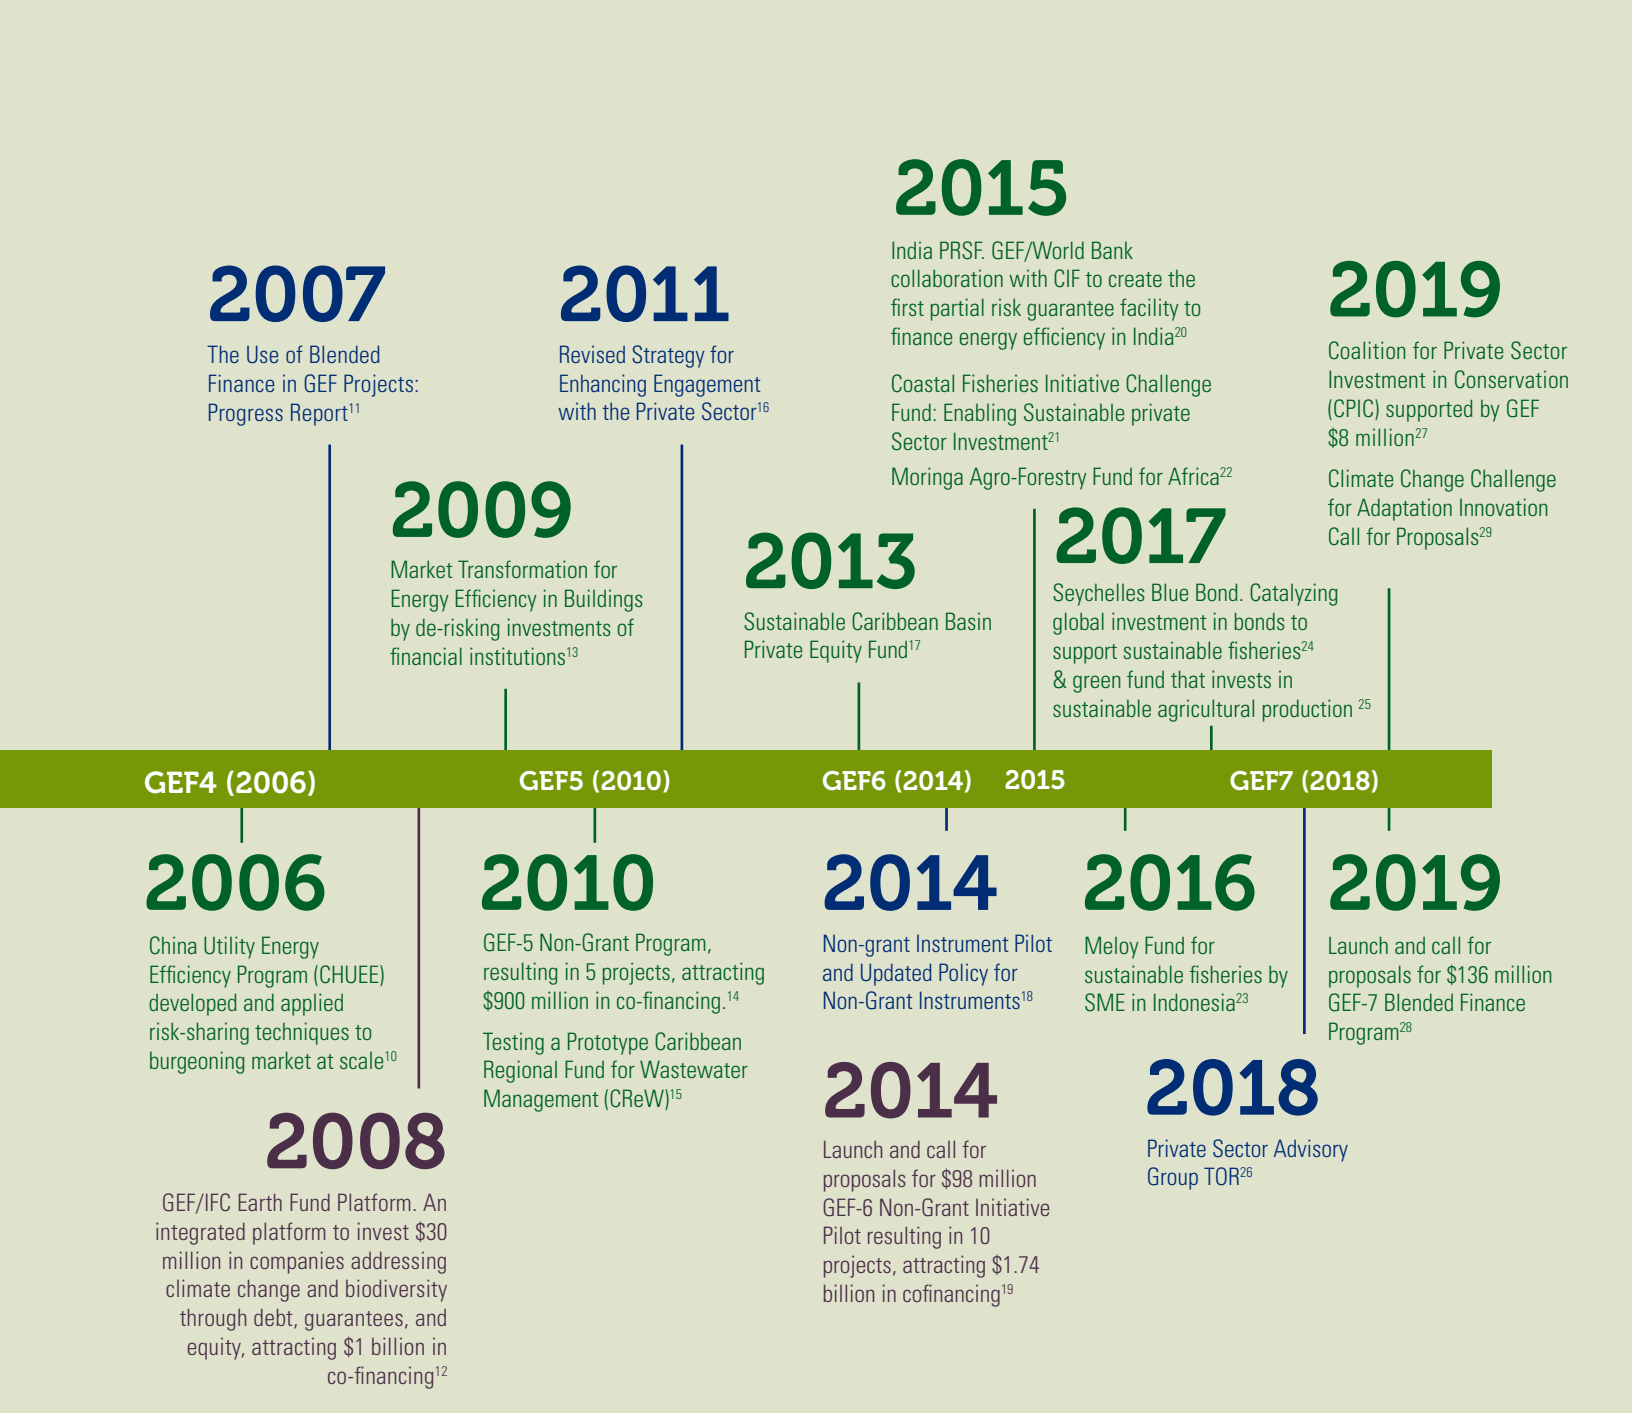 2007
The Use of Blended
Finance in GEF Projects:
Progress Report11
2009
Market Transformation for
Energy Efficiency in Buildings
by de-risking investments of
financial institutions13
2011
Revised Strategy for
Enhancing Engagement
with the Private Sector16
2013
Sustainable Caribbean Basin
Private Equity Fund17
2015
India PRSF. GEF/World Bank
collaboration with CIF to create the
first partial risk guarantee facility to
finance energy efficiency in India20
Coastal Fisheries Initiative Challenge
Fund: Enabling Sustainable private
Sector Investment21
Moringa Agro-Forestry Fund for Africa22
2017
Seychelles Blue Bond. Catalyzing
global investment in bonds to
support sustainable fisheries24
& green fund that invests in
sustainable agricultural production 25
2019
Coalition for Private Sector
Investment in Conservation
(CPIC) supported by GEF
$8 million27
Climate Change Challenge
for Adaptation Innovation
Call for Proposals29
GEF4 (2006)
GEF5 (2010)
GEF6 (2014)
2015
GEF7 (2018)
2006
China Utility Energy
Efficiency Program (CHUEE)
developed and applied
risk-sharing techniques to
burgeoning market at scale10
2008
GEF/IFC Earth Fund Platform. An
integrated platform to invest $30
million in companies addressing
climate change and biodiversity
through debt, guarantees, and
equity, attracting $1 billion in
co-financing12
2010
GEF-5 Non-Grant Program,
resulting in 5 projects, attracting
$900 million in co-financing.14
Testing a Prototype Caribbean
Regional Fund for Wastewater
Management (CReW)15
2014
Non-grant Instrument Pilot
and Updated Policy for
Non-Grant Instruments18
2014
Launch and call for
proposals for $98 million
GEF-6 Non-Grant Initiative
Pilot resulting in 10
projects, attracting $1.74
billion in cofinancing19
2016
Meloy Fund for
sustainable fisheries by
SME in Indonesia23
2018
Private Sector Advisory
Group TOR26
2019
Launch and call for
proposals for $136 million
GEF-7 Blended Finance
Program28